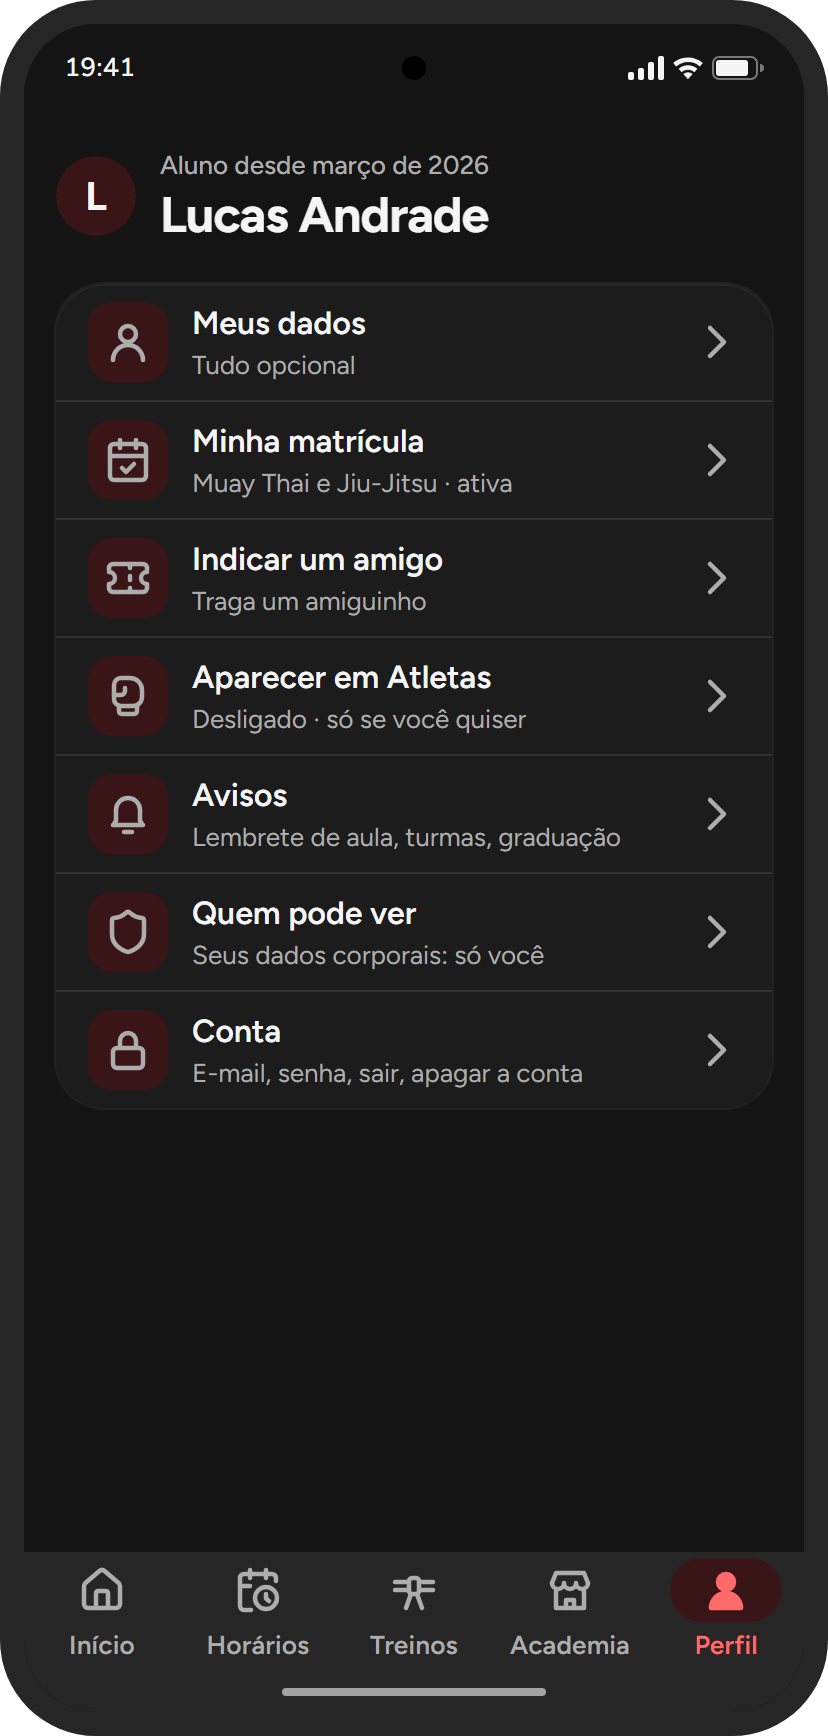 19:41
Aluno desde março de 2026
L
Lucas Andrade
Meus dados
Tudo opcional
Minha matrícula
Muay Thai e Jiu-Jitsu · ativa
Indicar um amigo
Traga um amiguinho
Aparecer em Atletas
Desligado · só se você quiser
Avisos
Lembrete de aula, turmas, graduação
Quem pode ver
Seus dados corporais: só você
Conta
E-mail, senha, sair, apagar a conta
Início Horários Treinos Academia Perfil